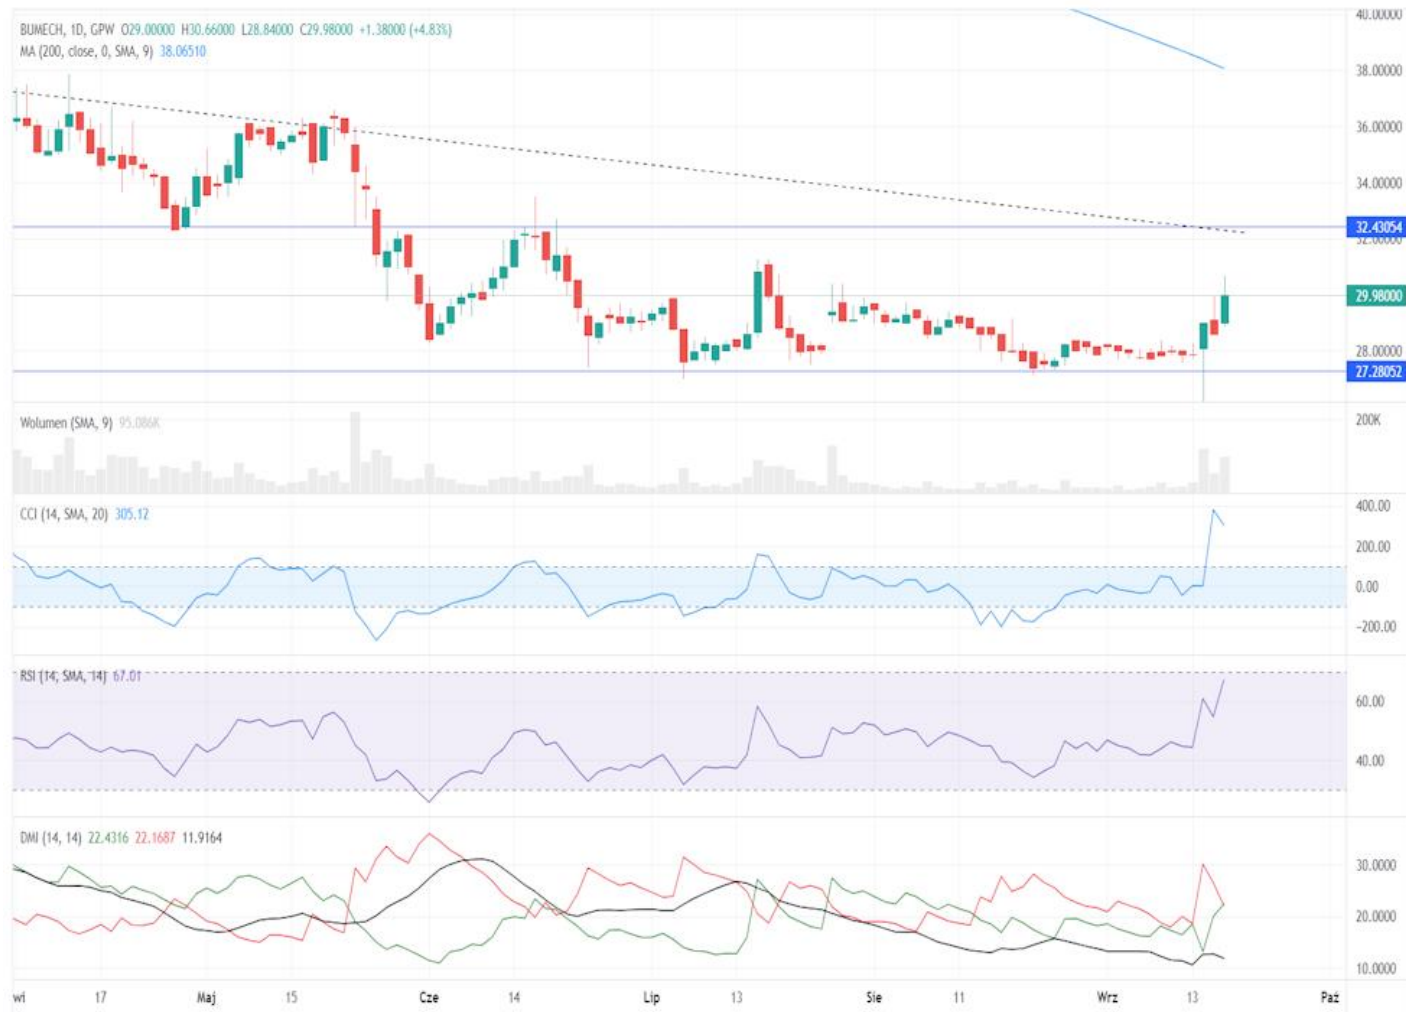 BUMECH, 1D, GPW O29.00000 H30.66000 L28.84000 C29.98000 +1.38000 (+4.83%)
MA (200, close, 0, SMA, 9) 38.06510
40.00000
38.00000
36.00000
34.00000
32.43054
32.00000
29.98000
28.00000
27.28052
Wolumen (SMA, 9) 95.086K
200K
CCI (14, SMA, 20) 305.12
400.00
200.00
0.00
−200.00
RSI (14, SMA, 14) 67.01
60.00
40.00
DMI (14, 14) 22.4316 22.1687 11.9164
30.0000
20.0000
10.0000
wi 17 Maj 15 Cze 14 Lip 13 Sie 11 Wrz 13 Paź